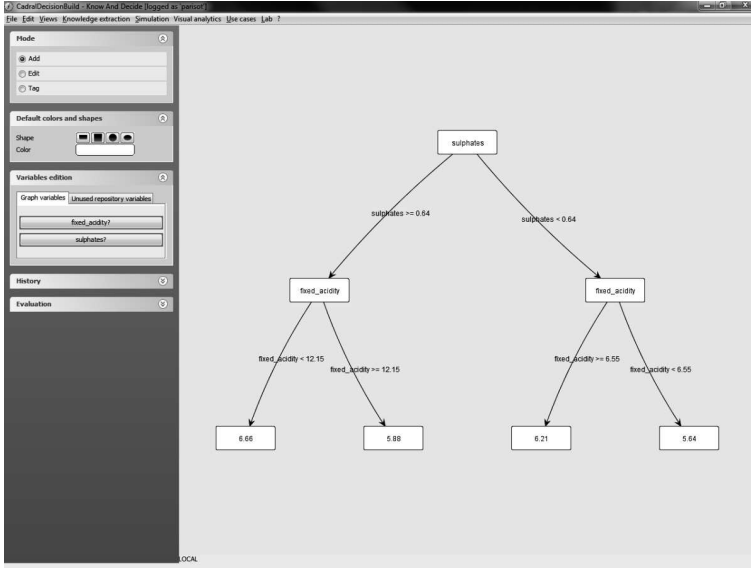 CadralDecisionBuild - Know And Decide [logged as 'parisot']
File Edit Views Knowledge extraction Simulation Visual analytics Use cases Lab ?
Mode
Add
Edit
Tag
Default colors and shapes
Shape
Color
Variables edition
Graph variables Unused repository variables
fixed_acidity?
sulphates?
History
Evaluation
sulphates
sulphates >= 0.64
sulphates < 0.64
fixed_acidity
fixed_acidity
fixed_acidity < 12.15
fixed_acidity >= 12.15
fixed_acidity >= 6.55
fixed_acidity < 6.55
6.66
5.88
6.21
5.64
LOCAL